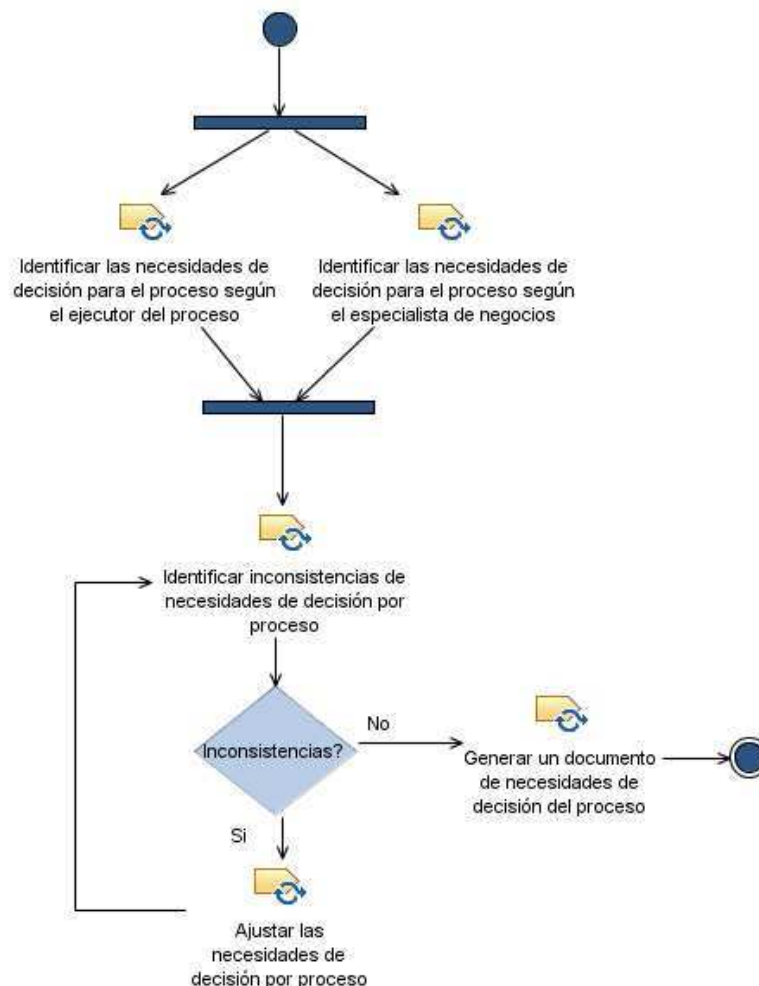 Identificar las necesidades de
decisión para el proceso según
el ejecutor del proceso
Identificar las necesidades de
decisión para el proceso según
el especialista de negocios
Identificar inconsistencias de
necesidades de decisión por
proceso
Inconsistencias?
No
Generar un documento
de necesidades de
decisión del proceso
Si
Ajustar las
necesidades de
decisión por proceso